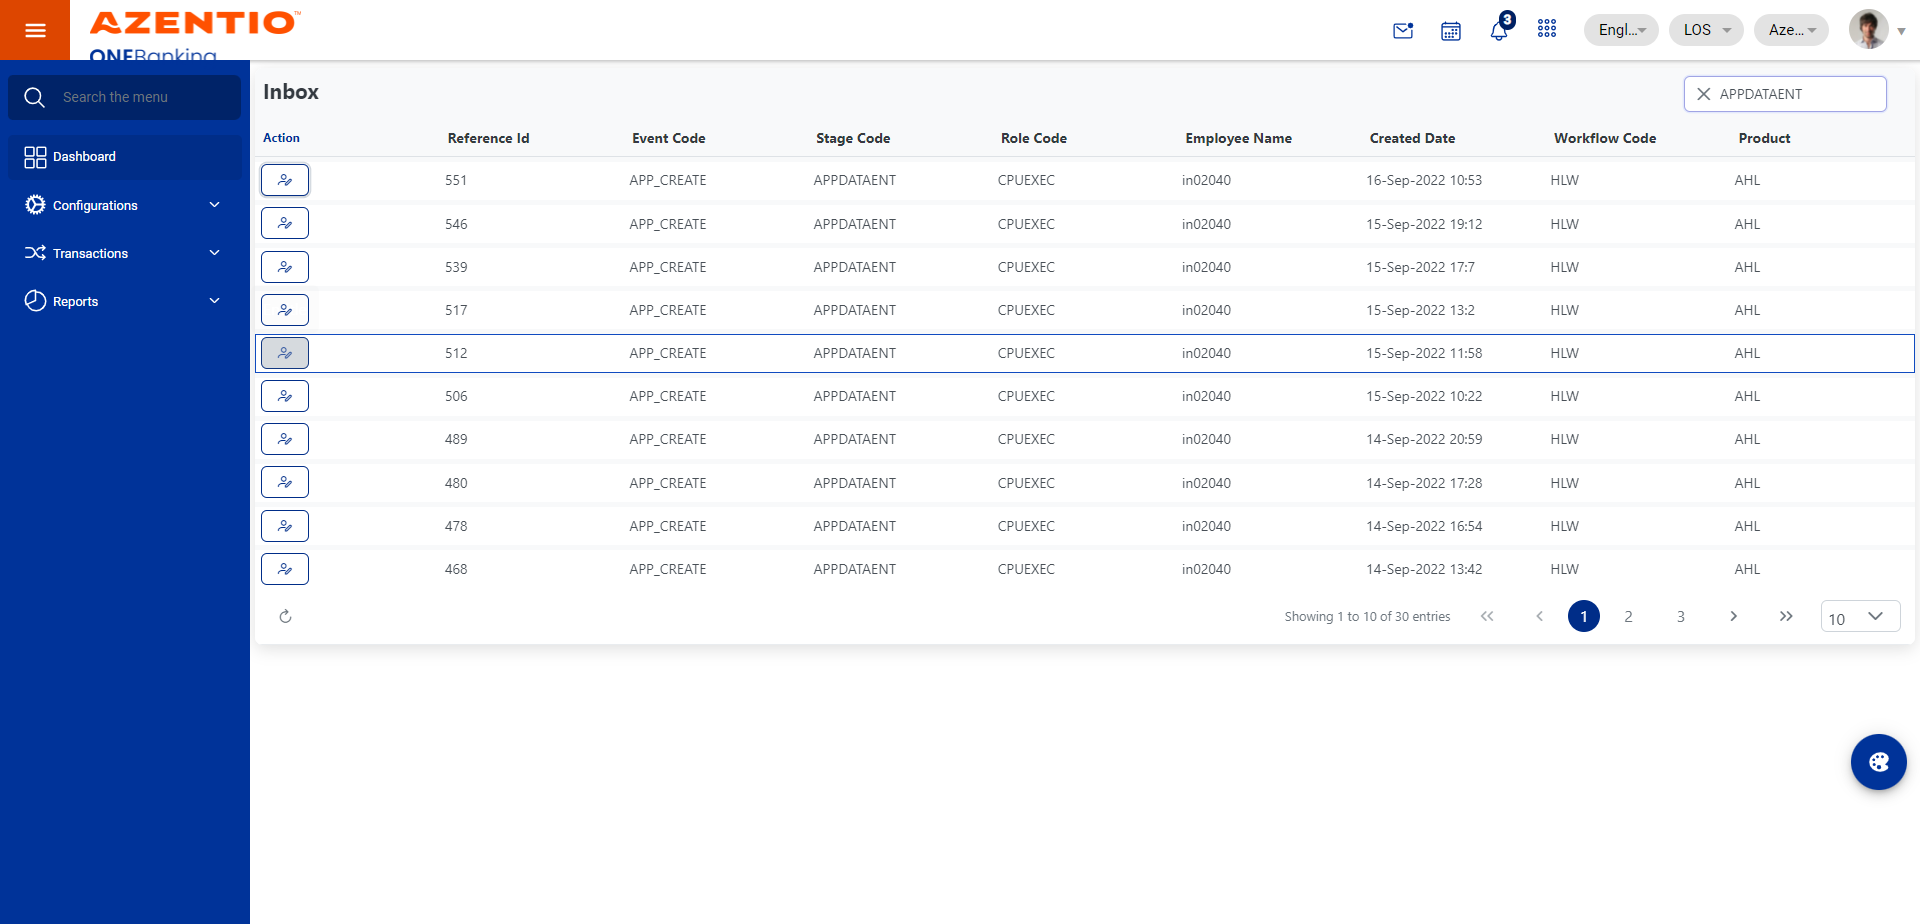 AZENTIO™
ONEBanking
3
Engl...
LOS
Aze...
Search the menu
Dashboard
Configurations
Transactions
Reports
Inbox
APPDATAENT
Action Reference Id Event Code Stage Code Role Code Employee Name Created Date Workflow Code Product
551 APP_CREATE APPDATAENT CPUEXEC in02040 16-Sep-2022 10:53 HLW AHL
546 APP_CREATE APPDATAENT CPUEXEC in02040 15-Sep-2022 19:12 HLW AHL
539 APP_CREATE APPDATAENT CPUEXEC in02040 15-Sep-2022 17:7 HLW AHL
517 APP_CREATE APPDATAENT CPUEXEC in02040 15-Sep-2022 13:2 HLW AHL
512 APP_CREATE APPDATAENT CPUEXEC in02040 15-Sep-2022 11:58 HLW AHL
506 APP_CREATE APPDATAENT CPUEXEC in02040 15-Sep-2022 10:22 HLW AHL
489 APP_CREATE APPDATAENT CPUEXEC in02040 14-Sep-2022 20:59 HLW AHL
480 APP_CREATE APPDATAENT CPUEXEC in02040 14-Sep-2022 17:28 HLW AHL
478 APP_CREATE APPDATAENT CPUEXEC in02040 14-Sep-2022 16:54 HLW AHL
468 APP_CREATE APPDATAENT CPUEXEC in02040 14-Sep-2022 13:42 HLW AHL
Showing 1 to 10 of 30 entries 1 2 3 10